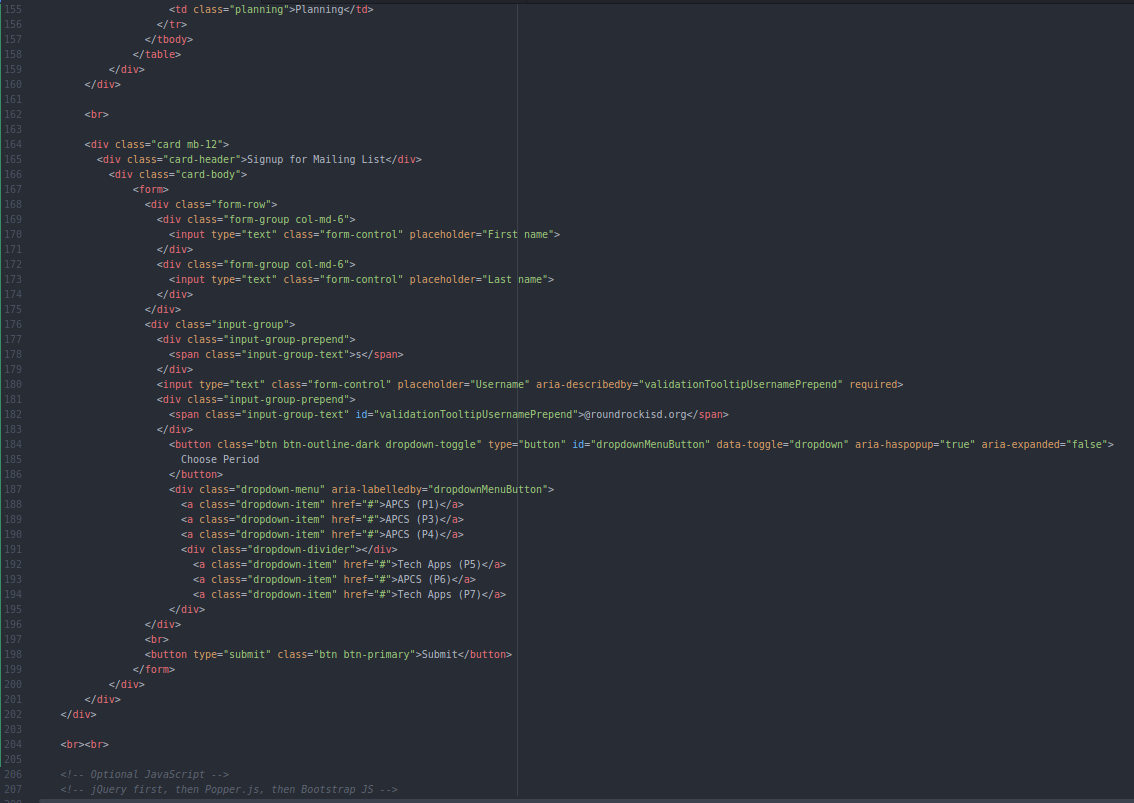 155 <td class="planning">Planning</td>
156 </tr>
157 </tbody>
158 </table>
159 </div>
160 </div>
161
162 <br>
163
164 <div class="card mb-12">
165 <div class="card-header">Signup for Mailing List</div>
166 <div class="card-body">
167 <form>
168 <div class="form-row">
169 <div class="form-group col-md-6">
170 <input type="text" class="form-control" placeholder="First name">
171 </div>
172 <div class="form-group col-md-6">
173 <input type="text" class="form-control" placeholder="Last name">
174 </div>
175 </div>
176 <div class="input-group">
177 <div class="input-group-prepend">
178 <span class="input-group-text">s</span>
179 </div>
180 <input type="text" class="form-control" placeholder="Username" aria-describedby="validationTooltipUsernamePrepend" required>
181 <div class="input-group-prepend">
182 <span class="input-group-text" id="validationTooltipUsernamePrepend">@roundrockisd.org</span>
183 </div>
184 <button class="btn btn-outline-dark dropdown-toggle" type="button" id="dropdownMenuButton" data-toggle="dropdown" aria-haspopup="true" aria-expanded="false">
185 Choose Period
186 </button>
187 <div class="dropdown-menu" aria-labelledby="dropdownMenuButton">
188 <a class="dropdown-item" href="#">APCS (P1)</a>
189 <a class="dropdown-item" href="#">APCS (P3)</a>
190 <a class="dropdown-item" href="#">APCS (P4)</a>
191 <div class="dropdown-divider"></div>
192 <a class="dropdown-item" href="#">Tech Apps (P5)</a>
193 <a class="dropdown-item" href="#">APCS (P6)</a>
194 <a class="dropdown-item" href="#">Tech Apps (P7)</a>
195 </div>
196 </div>
197 <br>
198 <button type="submit" class="btn btn-primary">Submit</button>
199 </form>
200 </div>
201 </div>
202 </div>
203
204 <br><br>
205
206 <!-- Optional JavaScript -->
207 <!-- jQuery first, then Popper.js, then Bootstrap JS -->